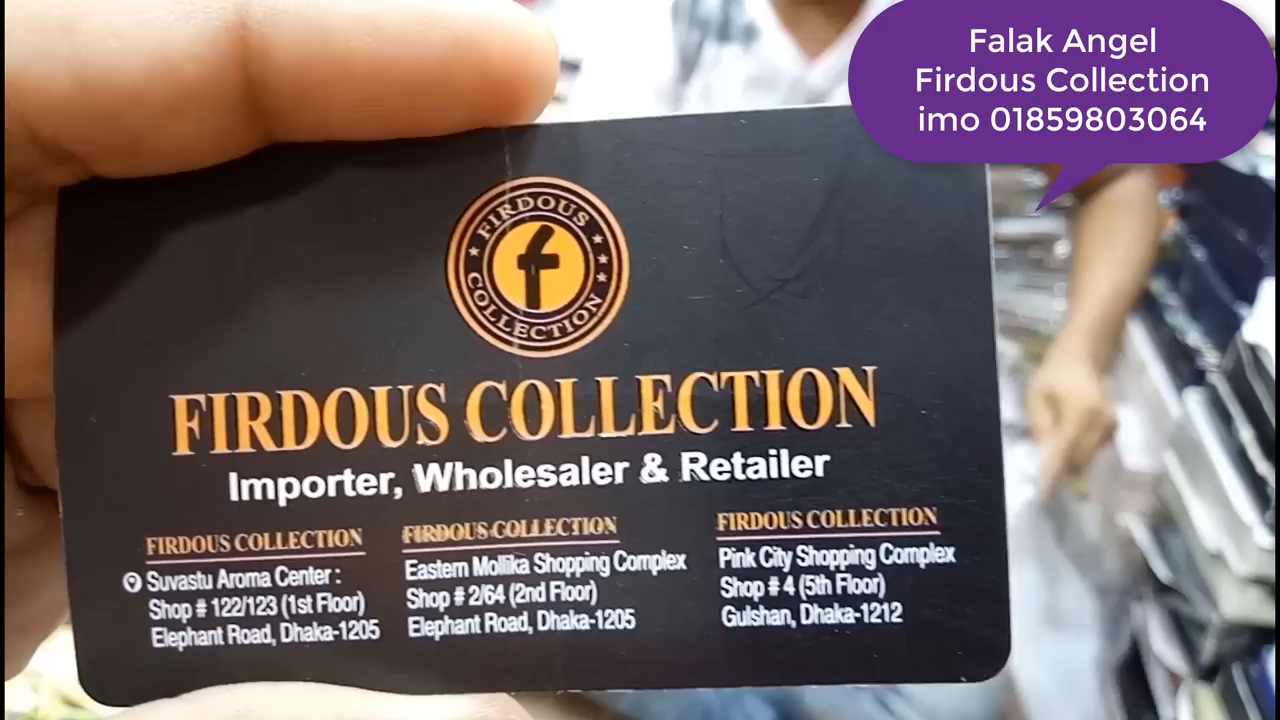 Falak Angel
Firdous Collection
imo 01859803064
FIRDOUS
f
COLLECTION
FIRDOUS COLLECTION
Importer, Wholesaler & Retailer
FIRDOUS COLLECTION
Suvastu Aroma Center :
Shop # 122/123 (1st Floor)
Elephant Road, Dhaka-1205
FIRDOUS COLLECTION
Eastern Mollika Shopping Complex
Shop # 2/64 (2nd Floor)
Elephant Road, Dhaka-1205
FIRDOUS COLLECTION
Pink City Shopping Complex
Shop # 4 (5th Floor)
Gulshan, Dhaka-1212